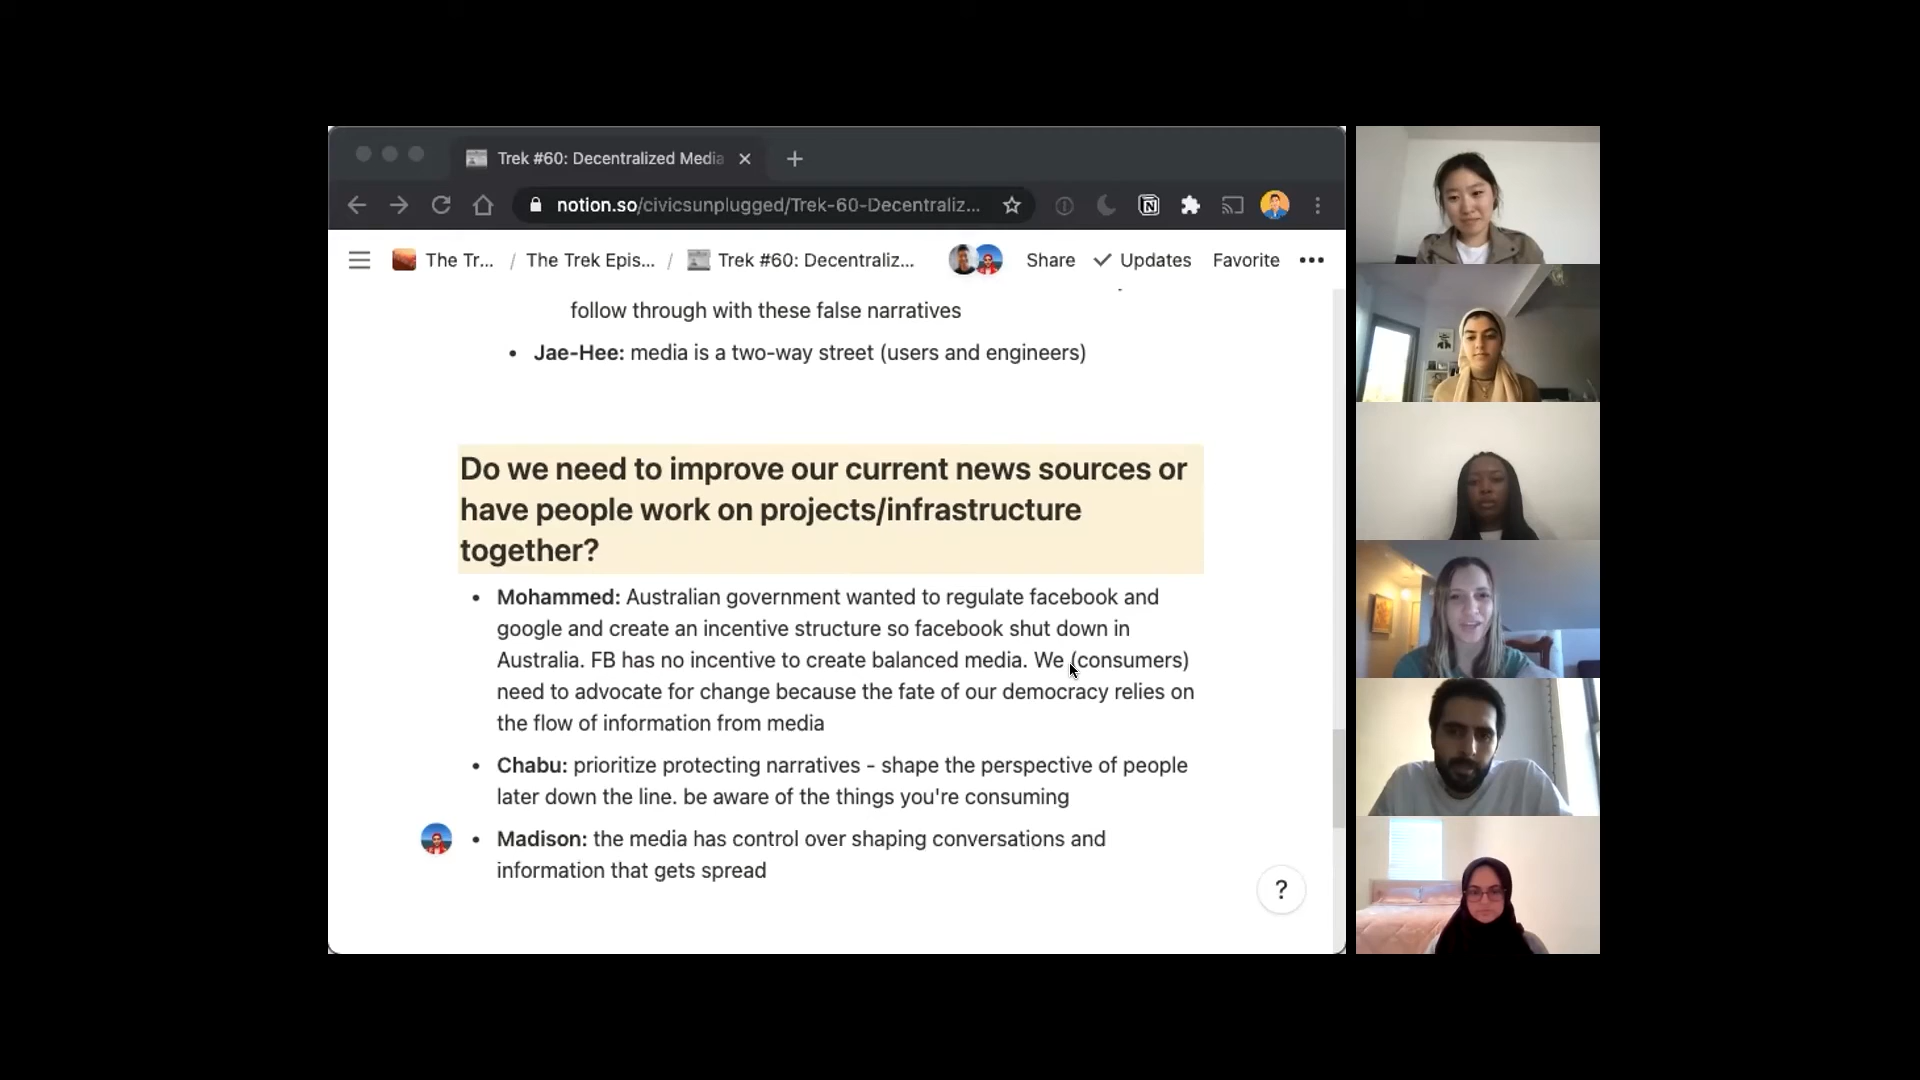 Trek #60: Decentralized Media
notion.so/civicsunplugged/Trek-60-Decentraliz...
The Tr... / The Trek Epis... / Trek #60: Decentraliz... Share Updates Favorite
follow through with these false narratives
• Jae-Hee: media is a two-way street (users and engineers)
Do we need to improve our current news sources or
have people work on projects/infrastructure
together?
• Mohammed: Australian government wanted to regulate facebook and
google and create an incentive structure so facebook shut down in
Australia. FB has no incentive to create balanced media. We (consumers)
need to advocate for change because the fate of our democracy relies on
the flow of information from media
• Chabu: prioritize protecting narratives - shape the perspective of people
later down the line. be aware of the things you're consuming
• Madison: the media has control over shaping conversations and
information that gets spread
?